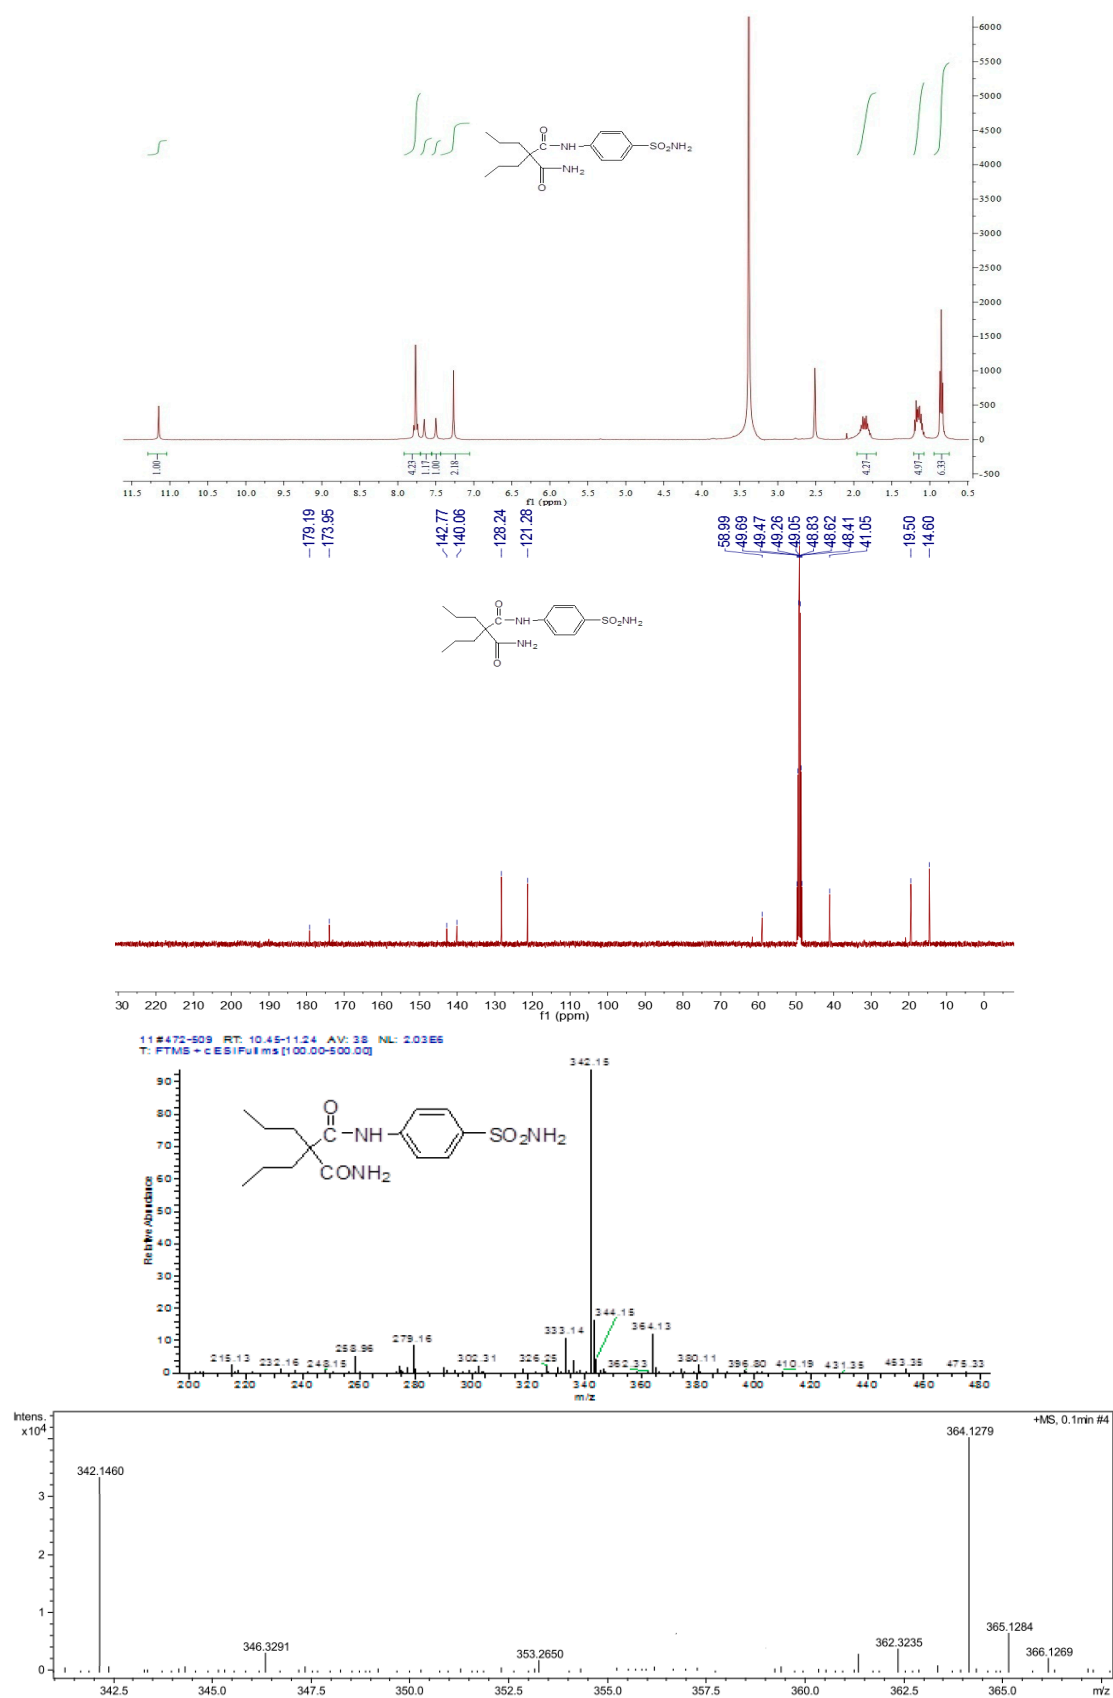 6000
5500
5000
4500
4000
3500
3000
2500
2000
1500
1000
500
0
-500
O
C-NH
SO2NH2
C-NH2
O
1.00
4.23
1.17
1.00
2.18
4.27
4.97
6.33
11.5 11.0 10.5 10.0 9.5 9.0 8.5 8.0 7.5 7.0 6.5 6.0 5.5 5.0 4.5 4.0 3.5 3.0 2.5 2.0 1.5 1.0 0.5
f1 (ppm)
179.19
173.95
142.77
140.06
128.24
121.28
58.99
49.69
49.47
49.26
49.05
48.83
48.62
48.41
41.05
19.50
14.60
O
C-NH
SO2NH2
C-NH2
O
30 220 210 200 190 180 170 160 150 140 130 120 110 100 90 80 70 60 50 40 30 20 10 0
f1 (ppm)
11#472-509 RT: 10.45-11.24 AV: 38 NL: 2.03E6
T: FTMS + c ESI Full ms [100.00-500.00]
90
80
70
60
50
40
30
20
10
0
Relative Abundance
O
C-NH
SO2NH2
CONH2
342.15
344.15
333.14
364.13
279.16
258.96
215.13
232.16
248.15
302.31
326.25
362.33
380.11
396.80
410.19
431.35
453.35
475.33
200 220 240 260 280 300 320 340 360 380 400 420 440 460 480
m/z
Intens.
x10⁴
+MS, 0.1min #4
3
2
1
0
342.1460
346.3291
353.2650
362.3235
364.1279
365.1284
366.1269
342.5 345.0 347.5 350.0 352.5 355.0 357.5 360.0 362.5 365.0 m/z